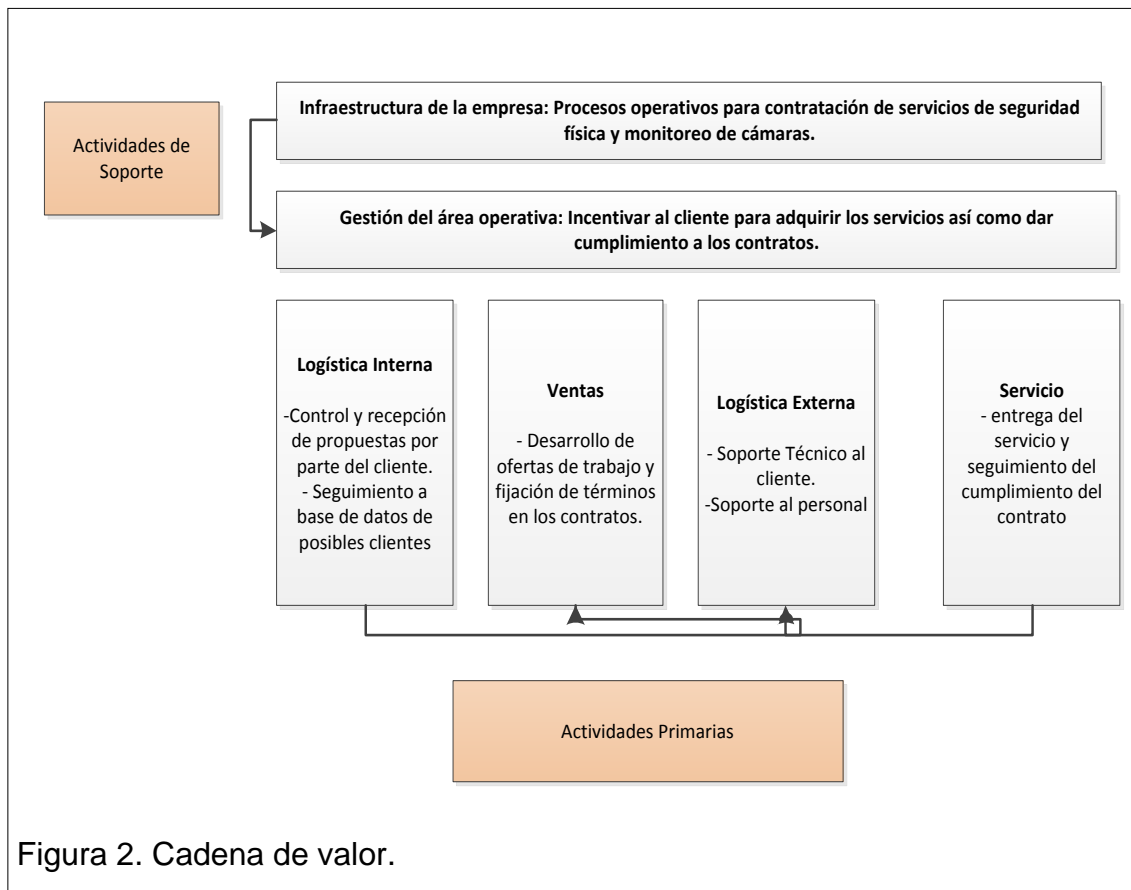 Actividades de
Soporte
Infraestructura de la empresa: Procesos operativos para contratación de servicios de seguridad
física y monitoreo de cámaras.
Gestión del área operativa: Incentivar al cliente para adquirir los servicios así como dar
cumplimiento a los contratos.
Logística Interna
-Control y recepción
de propuestas por
parte del cliente.
- Seguimiento a
base de datos de
posibles clientes
Ventas
- Desarrollo de
ofertas de trabajo y
fijación de términos
en los contratos.
Logística Externa
- Soporte Técnico al
cliente.
-Soporte al personal
Servicio
- entrega del
servicio y
seguimiento del
cumplimiento del
contrato
Actividades Primarias
Figura 2. Cadena de valor.